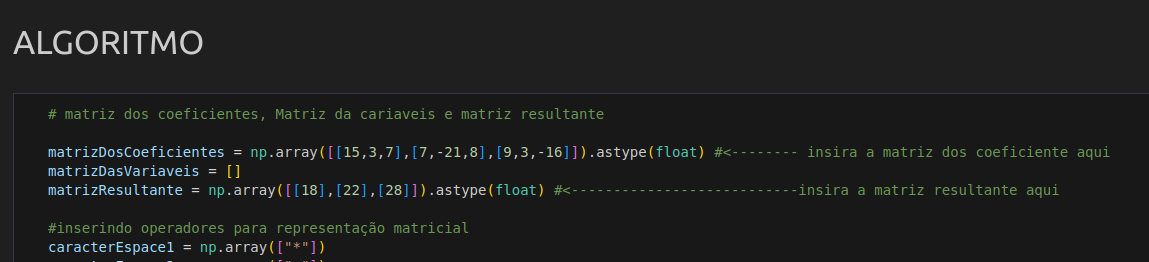 ALGORITMO
# matriz dos coeficientes, Matriz da cariaveis e matriz resultante
matrizDosCoeficientes = np.array([[15,3,7],[7,-21,8],[9,3,-16]]).astype(float) #<-------- insira a matriz dos coeficiente aqui
matrizDasVariaveis = []
matrizResultante = np.array([[18],[22],[28]]).astype(float) #<---------------------------insira a matriz resultante aqui
#inserindo operadores para representação matricial
caracterEspace1 = np.array(["*"])